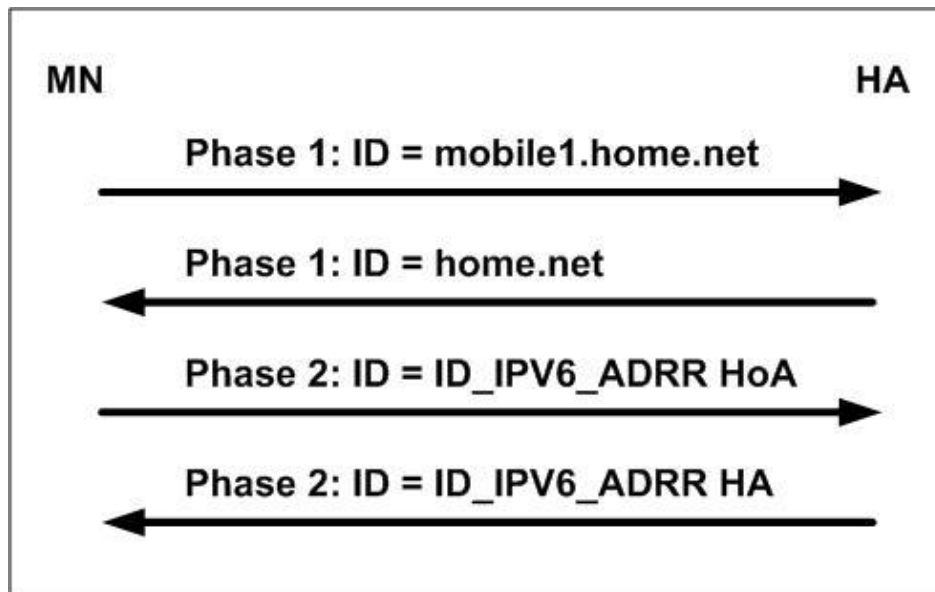 MN HA
Phase 1: ID = mobile1.home.net
Phase 1: ID = home.net
Phase 2: ID = ID_IPV6_ADRR HoA
Phase 2: ID = ID_IPV6_ADRR HA